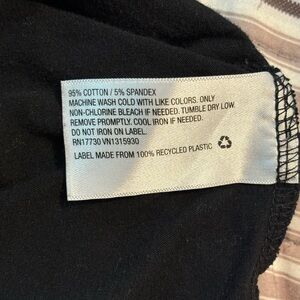 95% COTTON / 5% SPANDEX
MACHINE WASH COLD WITH LIKE COLORS. ONLY
NON-CHLORINE BLEACH IF NEEDED. TUMBLE DRY LOW.
REMOVE PROMPTLY. COOL IRON IF NEEDED.
DO NOT IRON ON LABEL.
RN17730 VN1315930
LABEL MADE FROM 100% RECYCLED PLASTIC